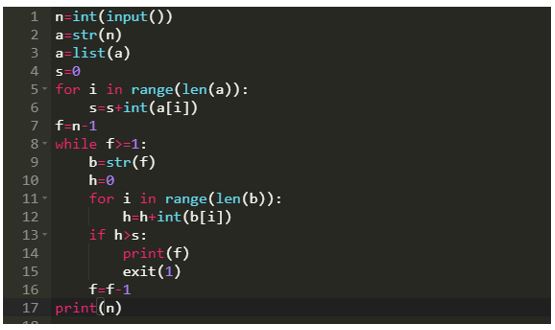 1 n=int(input())
2 a=str(n)
3 a=list(a)
4 s=0
5 for i in range(len(a)):
6     s=s+int(a[i])
7 f=n-1
8 while f>=1:
9     b=str(f)
10     h=0
11     for i in range(len(b)):
12         h=h+int(b[i])
13     if h>s:
14         print(f)
15         exit(1)
16     f=f-1
17 print(n)
18